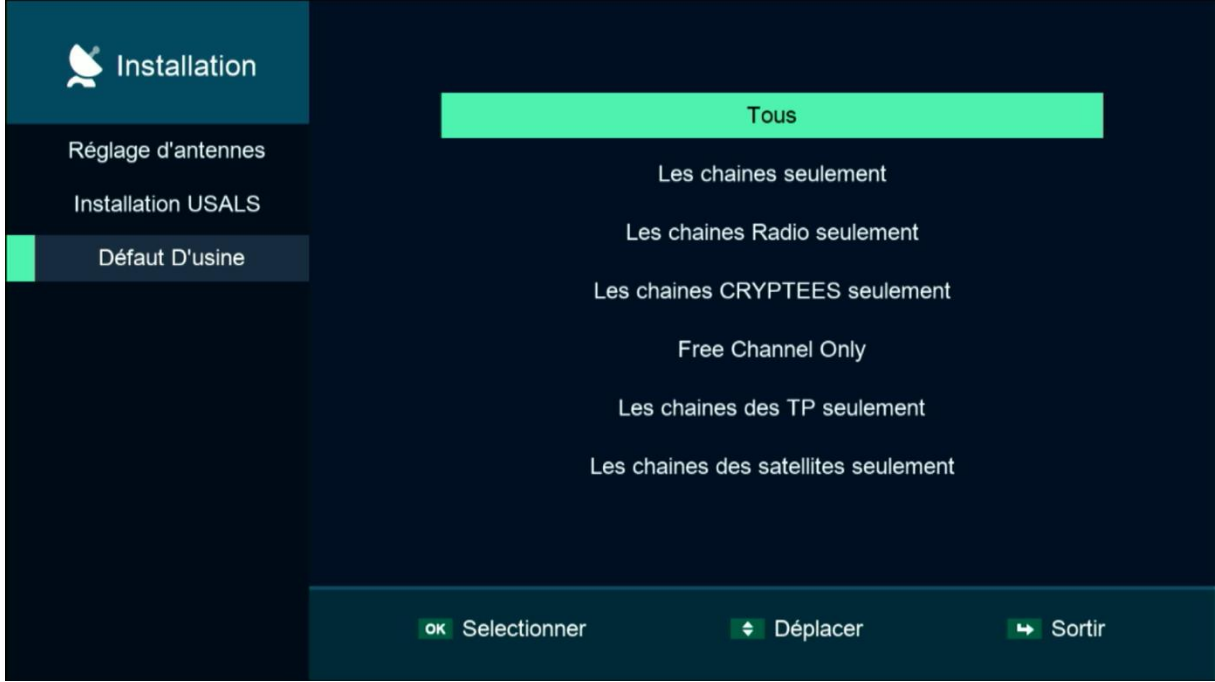 Installation
Réglage d'antennes
Installation USALS
Défaut D'usine
Tous
Les chaines seulement
Les chaines Radio seulement
Les chaines CRYPTEES seulement
Free Channel Only
Les chaines des TP seulement
Les chaines des satellites seulement
OK Selectionner
Déplacer
Sortir